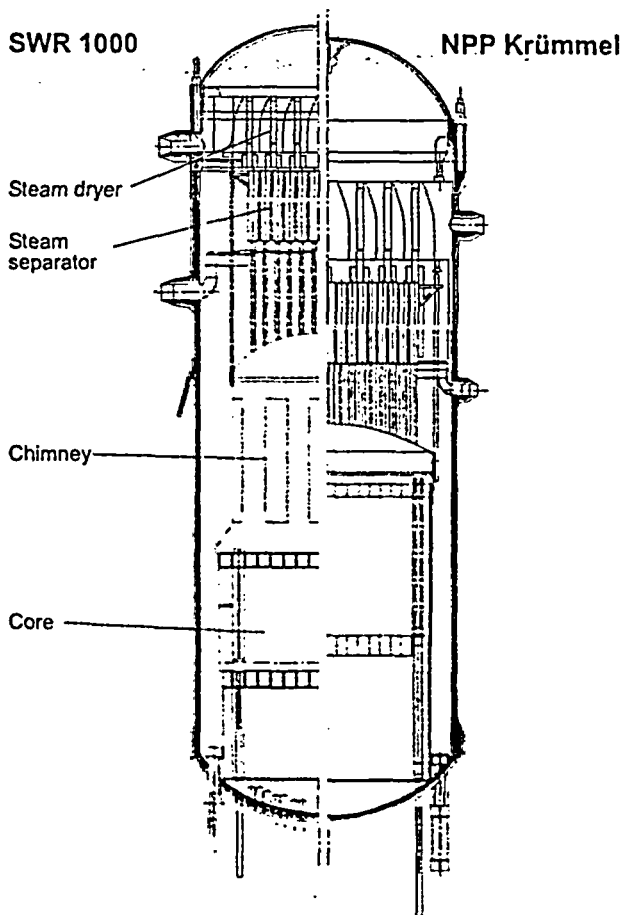 SWR 1000
NPP Krümmel
Steam dryer
Steam
separator
Chimney
Core